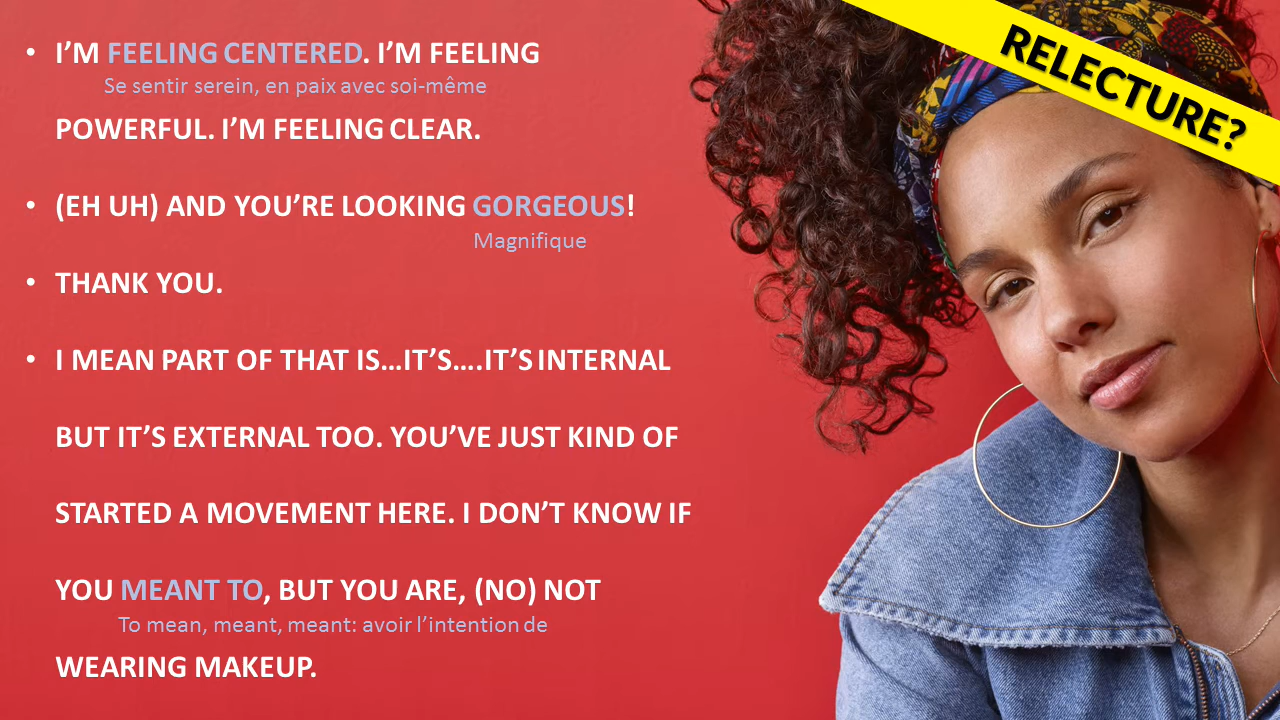 • I’M FEELING CENTERED. I’M FEELING
Se sentir serein, en paix avec soi-même
POWERFUL. I’M FEELING CLEAR.
• (EH UH) AND YOU’RE LOOKING GORGEOUS!
Magnifique
• THANK YOU.
• I MEAN PART OF THAT IS…IT’S….IT’S INTERNAL
BUT IT’S EXTERNAL TOO. YOU’VE JUST KIND OF
STARTED A MOVEMENT HERE. I DON’T KNOW IF
YOU MEANT TO, BUT YOU ARE, (NO) NOT
To mean, meant, meant: avoir l’intention de
WEARING MAKEUP.
RELECTURE?